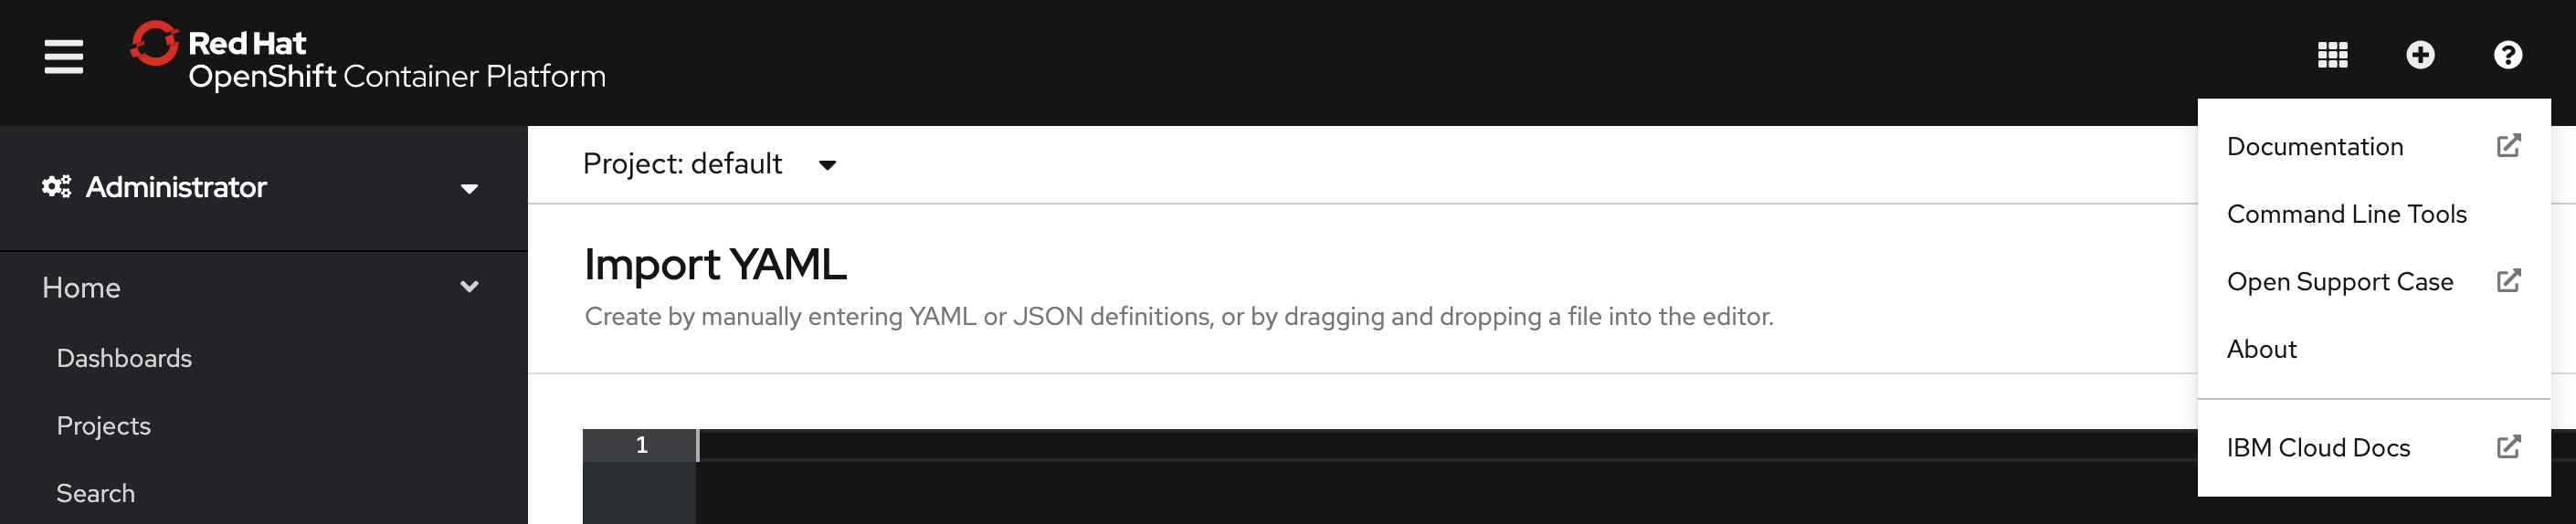 Red Hat
OpenShift Container Platform
Administrator
Home
Dashboards
Projects
Search
Project: default
Import YAML
Create by manually entering YAML or JSON definitions, or by dragging and dropping a file into the editor.
1
Documentation
Command Line Tools
Open Support Case
About
IBM Cloud Docs